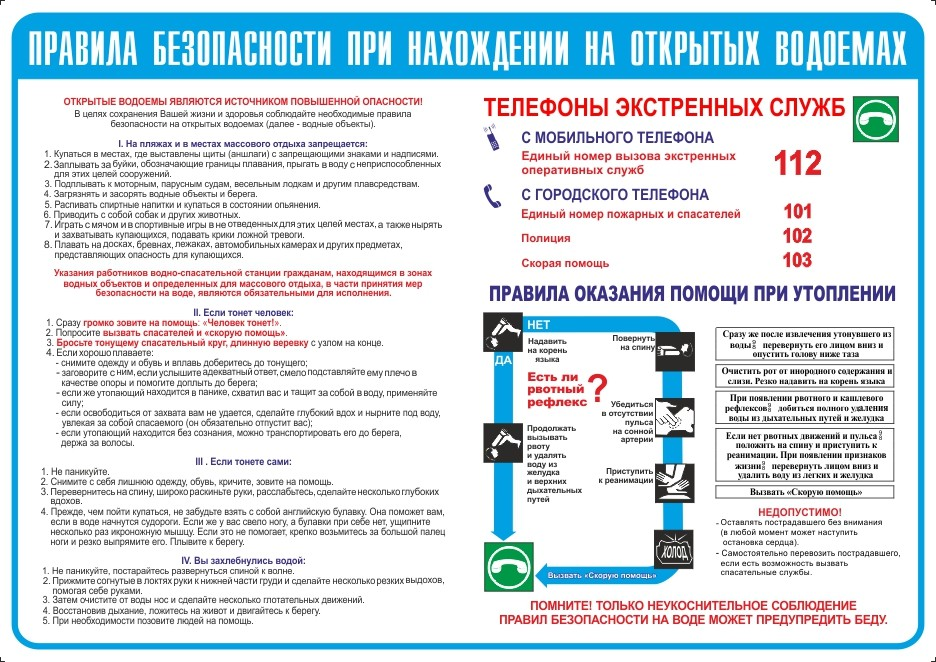 ПРАВИЛА БЕЗОПАСНОСТИ ПРИ НАХОЖДЕНИИ НА ОТКРЫТЫХ ВОДОЕМАХ
ОТКРЫТЫЕ ВОДОЕМЫ ЯВЛЯЮТСЯ ИСТОЧНИКОМ ПОВЫШЕННОЙ ОПАСНОСТИ!
В целях сохранения Вашей жизни и здоровья соблюдайте необходимые правила
безопасности на открытых водоемах (далее - водные объекты).
I. На пляжах и в местах массового отдыха запрещается:
1. Купаться в местах, где выставлены щиты (аншлаги) с запрещающими знаками и надписями.
2. Заплывать за буйки, обозначающие границы плавания, прыгать в воду с неприспособленных
для этих целей сооружений.
3. Подплывать к моторным, парусным судам, весельным лодкам и другим плавсредствам.
4. Загрязнять и засорять водные объекты и берега.
5. Распивать спиртные напитки и купаться в состоянии опьянения.
6. Приводить с собой собак и других животных.
7. Играть с мячом и в спортивные игры в не отведенных для этих целей местах, а также нырять
и захватывать купающихся, подавать крики ложной тревоги.
8. Плавать на досках, бревнах, лежаках, автомобильных камерах и других предметах,
представляющих опасность для купающихся.
Указания работников водно-спасательной станции гражданам, находящимся в зонах
водных объектов и определенных для массового отдыха, в части принятия мер
безопасности на воде, являются обязательными для исполнения.
II. Если тонет человек:
1. Сразу громко зовите на помощь: «Человек тонет!».
2. Попросите вызвать спасателей и «скорую помощь».
3. Бросьте тонущему спасательный круг, длинную веревку с узлом на конце.
4. Если хорошо плаваете:
- снимите одежду и обувь и вплавь доберитесь до тонущего;
- заговорите с ним, если услышите адекватный ответ, смело подставляйте ему плечо в
качестве опоры и помогите доплыть до берега;
- если же утопающий находится в панике, схватил вас и тащит за собой в воду, применяйте
силу;
- если освободиться от захвата вам не удается, сделайте глубокий вдох и нырните под воду,
увлекая за собой спасаемого (он обязательно отпустит вас);
- если утопающий находится без сознания, можно транспортировать его до берега,
держа за волосы.
III . Если тонете сами:
1. Не паникуйте.
2. Снимите с себя лишнюю одежду, обувь, кричите, зовите на помощь.
3. Перевернитесь на спину, широко раскиньте руки, расслабьтесь, сделайте несколько глубоких
вдохов.
4. Прежде, чем пойти купаться, не забудьте взять с собой английскую булавку. Она поможет вам,
если в воде начнутся судороги. Если же у вас свело ногу, а булавки при себе нет, ущипните
несколько раз икроножную мышцу. Если это не помогает, крепко возьмитесь за большой палец
ноги и резко выпрямите его. Плывите к берегу.
IV. Вы захлебнулись водой:
1. Не паникуйте, постарайтесь развернуться спиной к волне.
2. Прижмите согнутые в локтях руки к нижней части груди и сделайте несколько резких выдохов,
помогая себе руками.
3. Затем очистите от воды нос и сделайте несколько глотательных движений.
4. Восстановив дыхание, ложитесь на живот и двигайтесь к берегу.
5. При необходимости позовите людей на помощь.
ТЕЛЕФОНЫ ЭКСТРЕННЫХ СЛУЖБ
С МОБИЛЬНОГО ТЕЛЕФОНА
Единый номер вызова экстренных
оперативных служб 112
С ГОРОДСКОГО ТЕЛЕФОНА
Единый номер пожарных и спасателей 101
Полиция 102
Скорая помощь 103
ПРАВИЛА ОКАЗАНИЯ ПОМОЩИ ПРИ УТОПЛЕНИИ
НЕТ
Надавить
на корень
языка
ДА
Повернуть
на спину
Есть ли
рвотный
рефлекс ?
Убедиться
в отсутствии
пульса
на сонной
артерии
Продолжать
вызывать
рвоту
и удалять
воду из
желудка
и верхних
дыхательных
путей
Приступить
к реанимации
ХОЛОД
Вызвать «Скорую помощь»
Сразу же после извлечения утонувшего из
воды перевернуть его лицом вниз и
опустить голову ниже таза
Очистить рот от инородного содержания и
слизи. Резко надавить на корень языка
При появлении рвотного и кашлевого
рефлексов добиться полного удаления
воды из дыхательных путей и желудка
Если нет рвотных движений и пульса
положить на спину и приступить к
реанимации. При появлении признаков
жизни перевернуть лицом вниз и
удалить воду из легких и желудка
Вызвать «Скорую помощь»
НЕДОПУСТИМО!
- Оставлять пострадавшего без внимания
(в любой момент может наступить
остановка сердца).
- Самостоятельно перевозить пострадавшего,
если есть возможность вызвать
спасательные службы.
ПОМНИТЕ! ТОЛЬКО НЕУКОСНИТЕЛЬНОЕ СОБЛЮДЕНИЕ
ПРАВИЛ БЕЗОПАСНОСТИ НА ВОДЕ МОЖЕТ ПРЕДУПРЕДИТЬ БЕДУ.